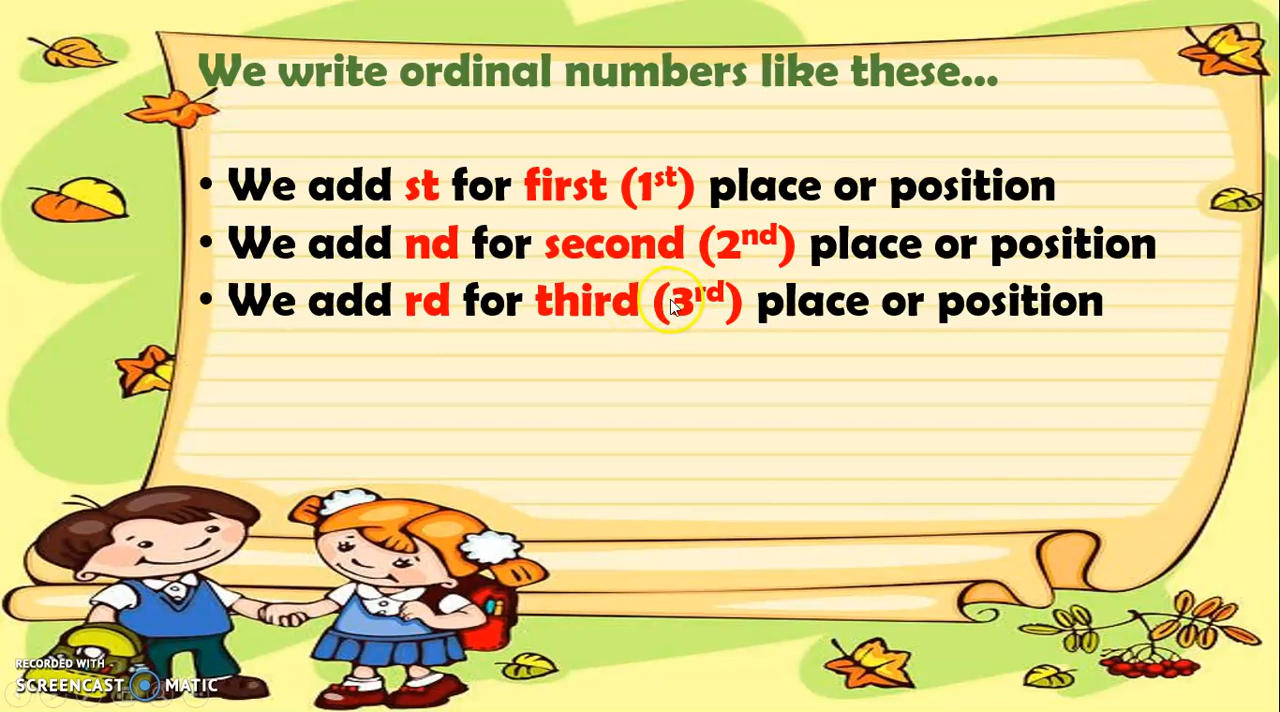 We write ordinal numbers like these...
• We add st for first (1st) place or position
• We add nd for second (2nd) place or position
• We add rd for third (3rd) place or position
RECORDED WITH
SCREENCAST MATIC